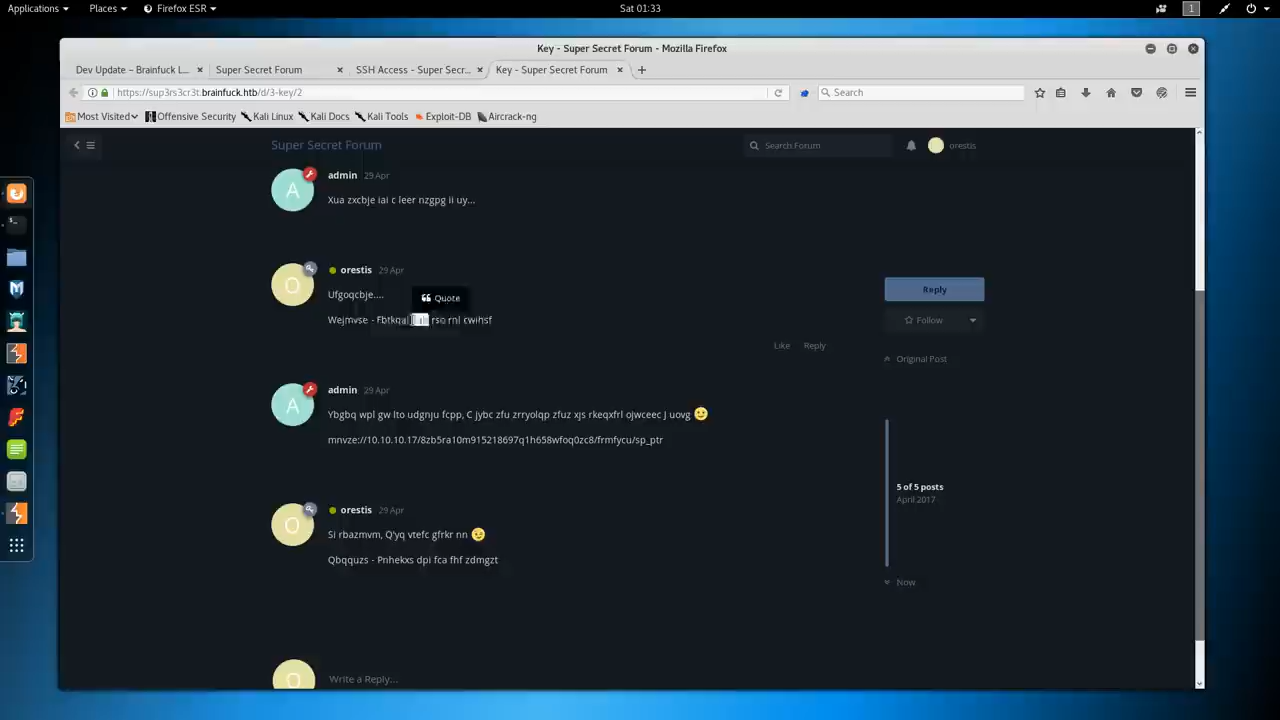 Applications
Places
Firefox ESR
Sat 01:33
1
Key - Super Secret Forum - Mozilla Firefox
Dev Update – Brainfuck L...
Super Secret Forum
SSH Access - Super Secr...
Key - Super Secret Forum
https://sup3rs3cr3t.brainfuck.htb/d/3-key/2
Search
Most Visited
Offensive Security
Kali Linux
Kali Docs
Kali Tools
Exploit-DB
Aircrack-ng
Super Secret Forum
Search Forum
orestis
A
admin 29 Apr
Xua zxcbje iai c leer nzgpg ii uy...
O
orestis 29 Apr
Ufgoqcbje....
Quote
Wejmvse - Fbtkqal rso rnl cwihsf
Reply
Follow
Like
Reply
Original Post
A
admin 29 Apr
Ybgbq wpl gw lto udgnju fcpp, C jybc zfu zrryolqp zfuz xjs rkeqxfrl ojwceec J uovg
mnvze://10.10.10.17/8zb5ra10m915218697q1h658wfoq0zc8/frmfycu/sp_ptr
5 of 5 posts
April 2017
O
orestis 29 Apr
Si rbazmvm, Q'yq vtefc gfrkr nn
Qbqquzs - Pnhekxs dpi fca fhf zdmgzt
Now
O
Write a Reply...